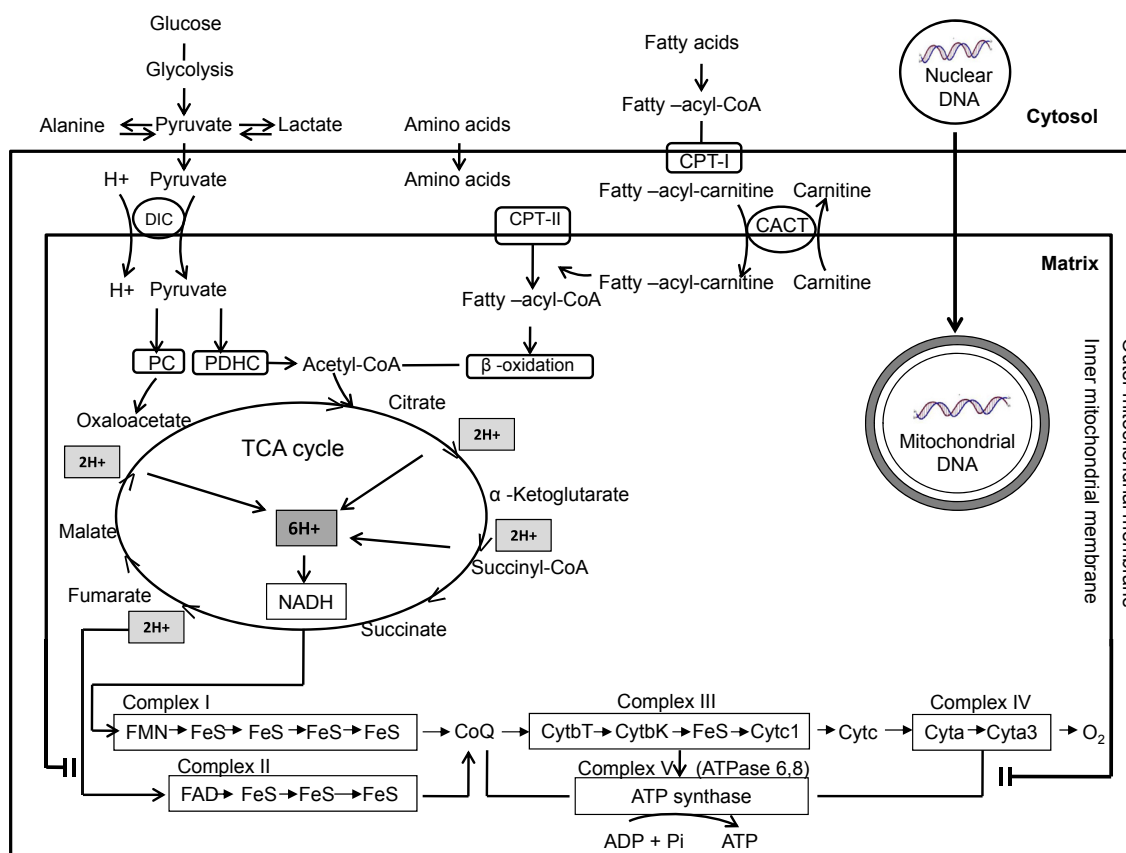 Glucose
Glycolysis
Alanine
Pyruvate
Lactate
Amino acids
Fatty acids
Fatty –acyl-CoA
Nuclear
DNA
Cytosol
CPT-I
H+
Pyruvate
Amino acids
Fatty –acyl-carnitine
Carnitine
DIC
CPT-II
CACT
Matrix
H+
Pyruvate
Fatty –acyl-CoA
Fatty –acyl-carnitine
Carnitine
PC
PDHC
Acetyl-CoA
β -oxidation
Oxaloacetate
Citrate
TCA cycle
2H+
2H+
α -Ketoglutarate
6H+
2H+
Malate
Succinyl-CoA
NADH
Fumarate
Succinate
2H+
Mitochondrial
DNA
Inner mitochondrial membrane
Complex I
FMN FeS FeS FeS FeS
CoQ
Complex III
CytbT CytbK FeS Cytc1
Cytc
Complex IV
Cyta Cyta3
O2
Complex II
FAD FeS FeS FeS
Complex V (ATPase 6,8)
ATP synthase
ADP + Pi
ATP